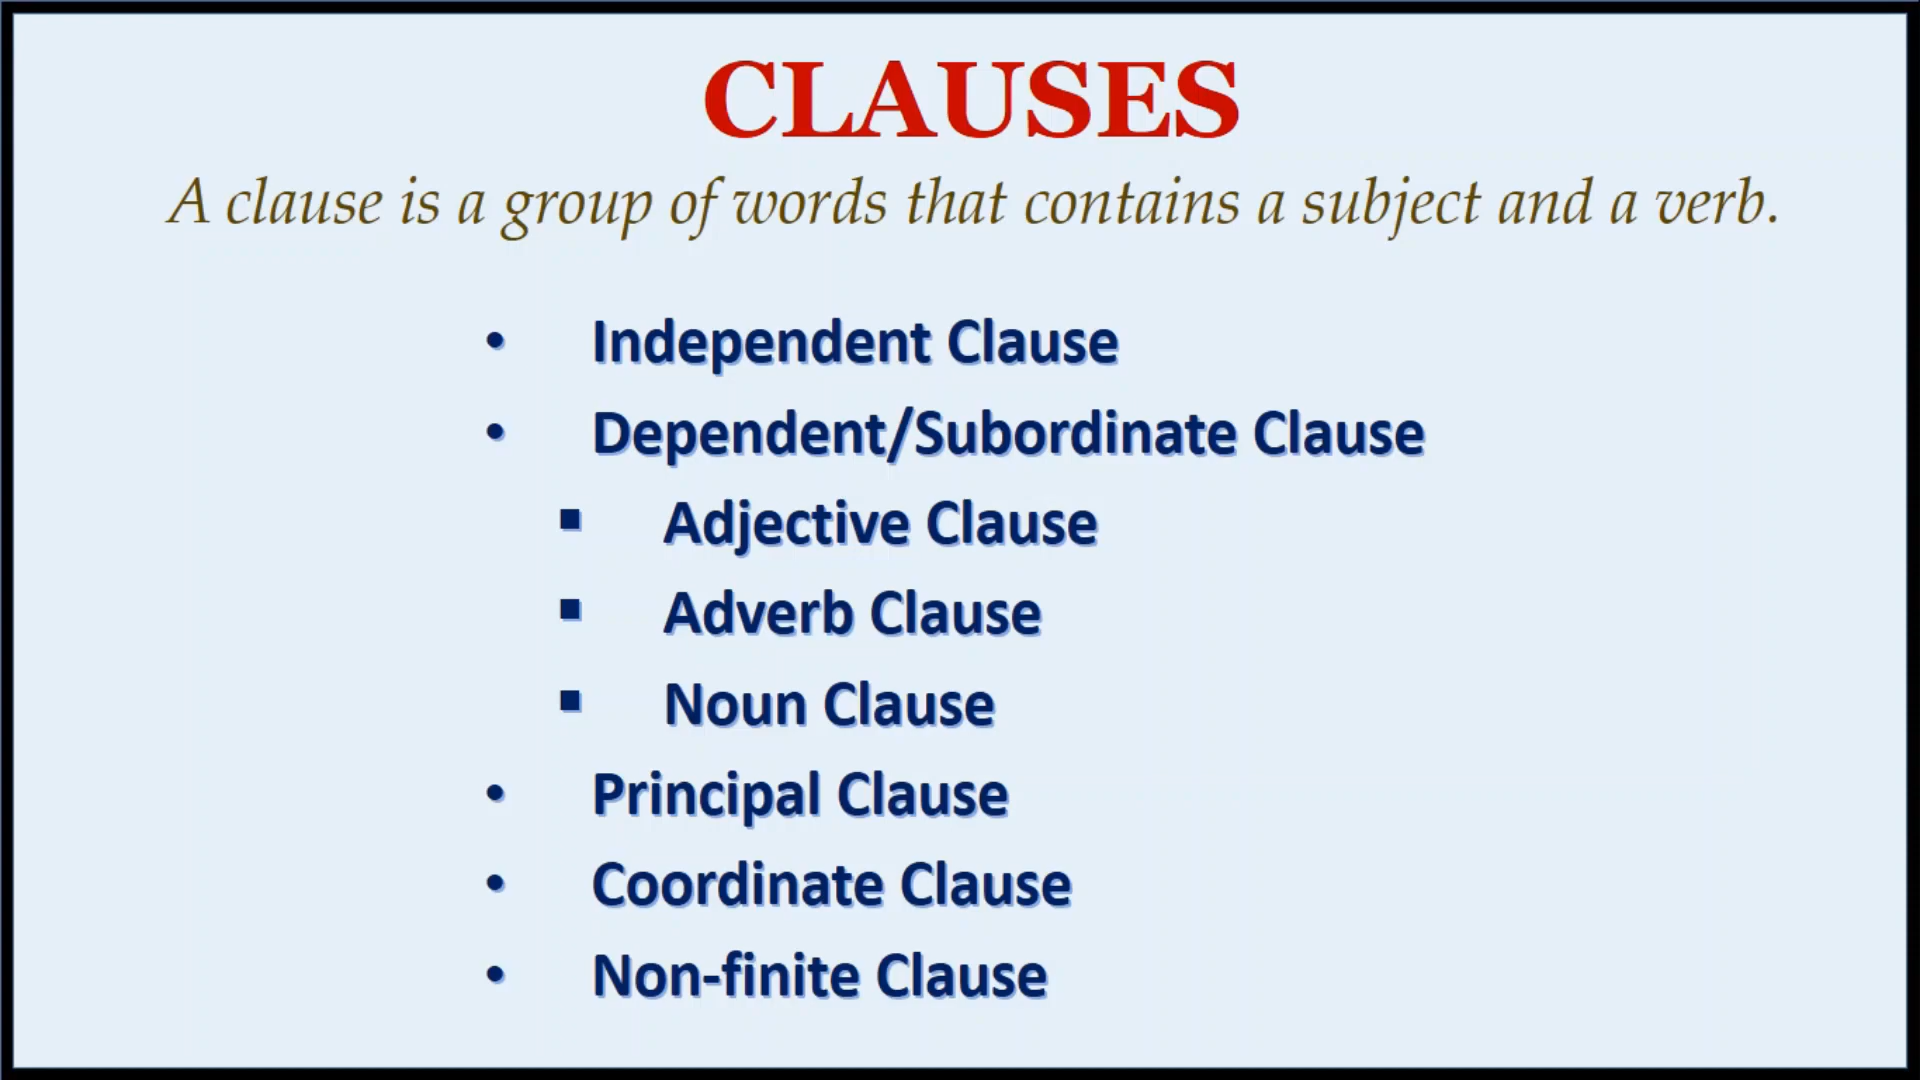 CLAUSES
A clause is a group of words that contains a subject and a verb.
• Independent Clause
• Dependent/Subordinate Clause
▪ Adjective Clause
▪ Adverb Clause
▪ Noun Clause
• Principal Clause
• Coordinate Clause
• Non-finite Clause